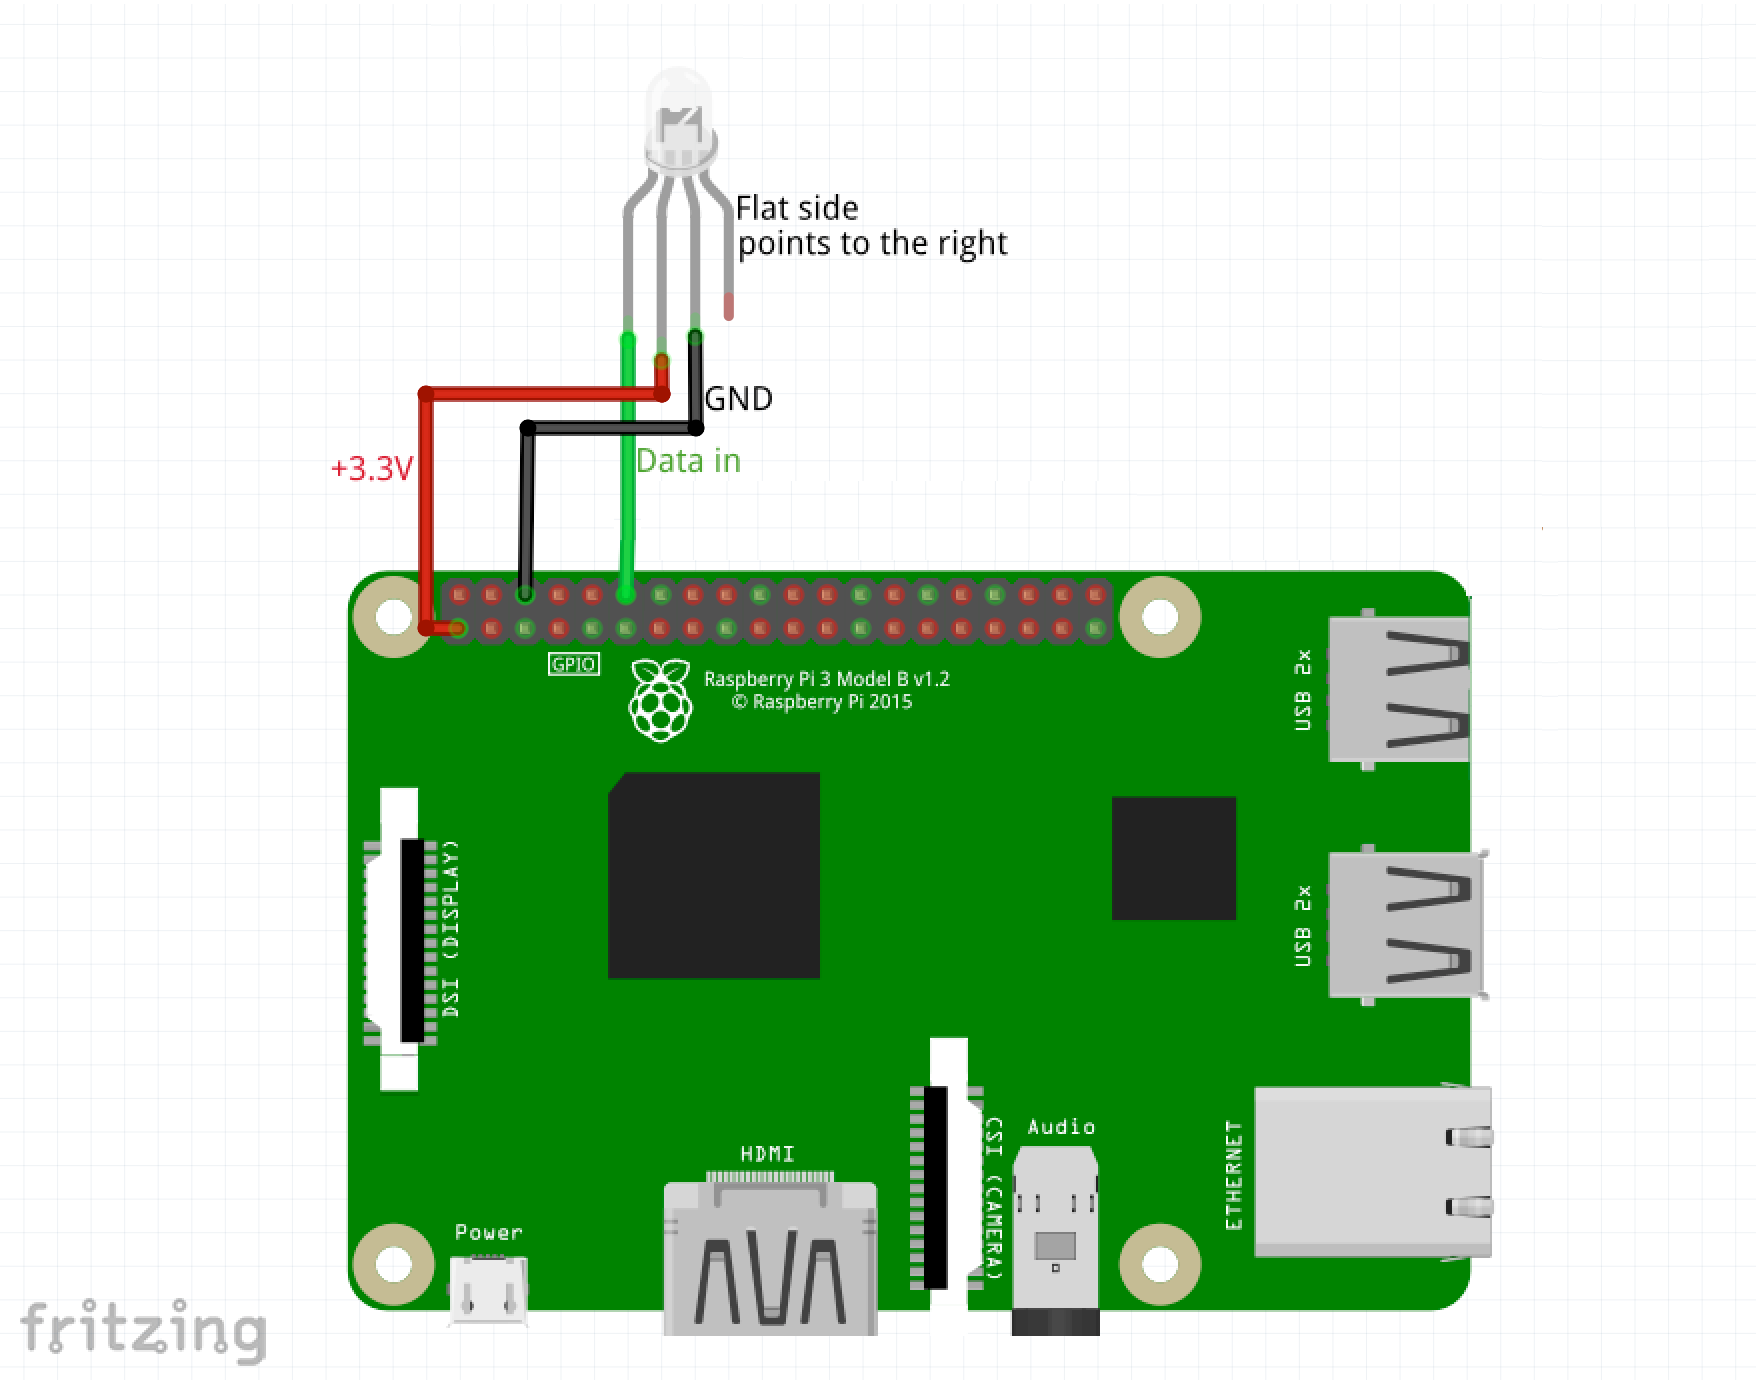 Flat side
points to the right
GND
+3.3V
Data in
GPIO
Raspberry Pi 3 Model B v1.2
© Raspberry Pi 2015
USB 2x
DSI (DISPLAY)
USB 2x
CSI (CAMERA)
Audio
ETHERNET
HDMI
Power
fritzing